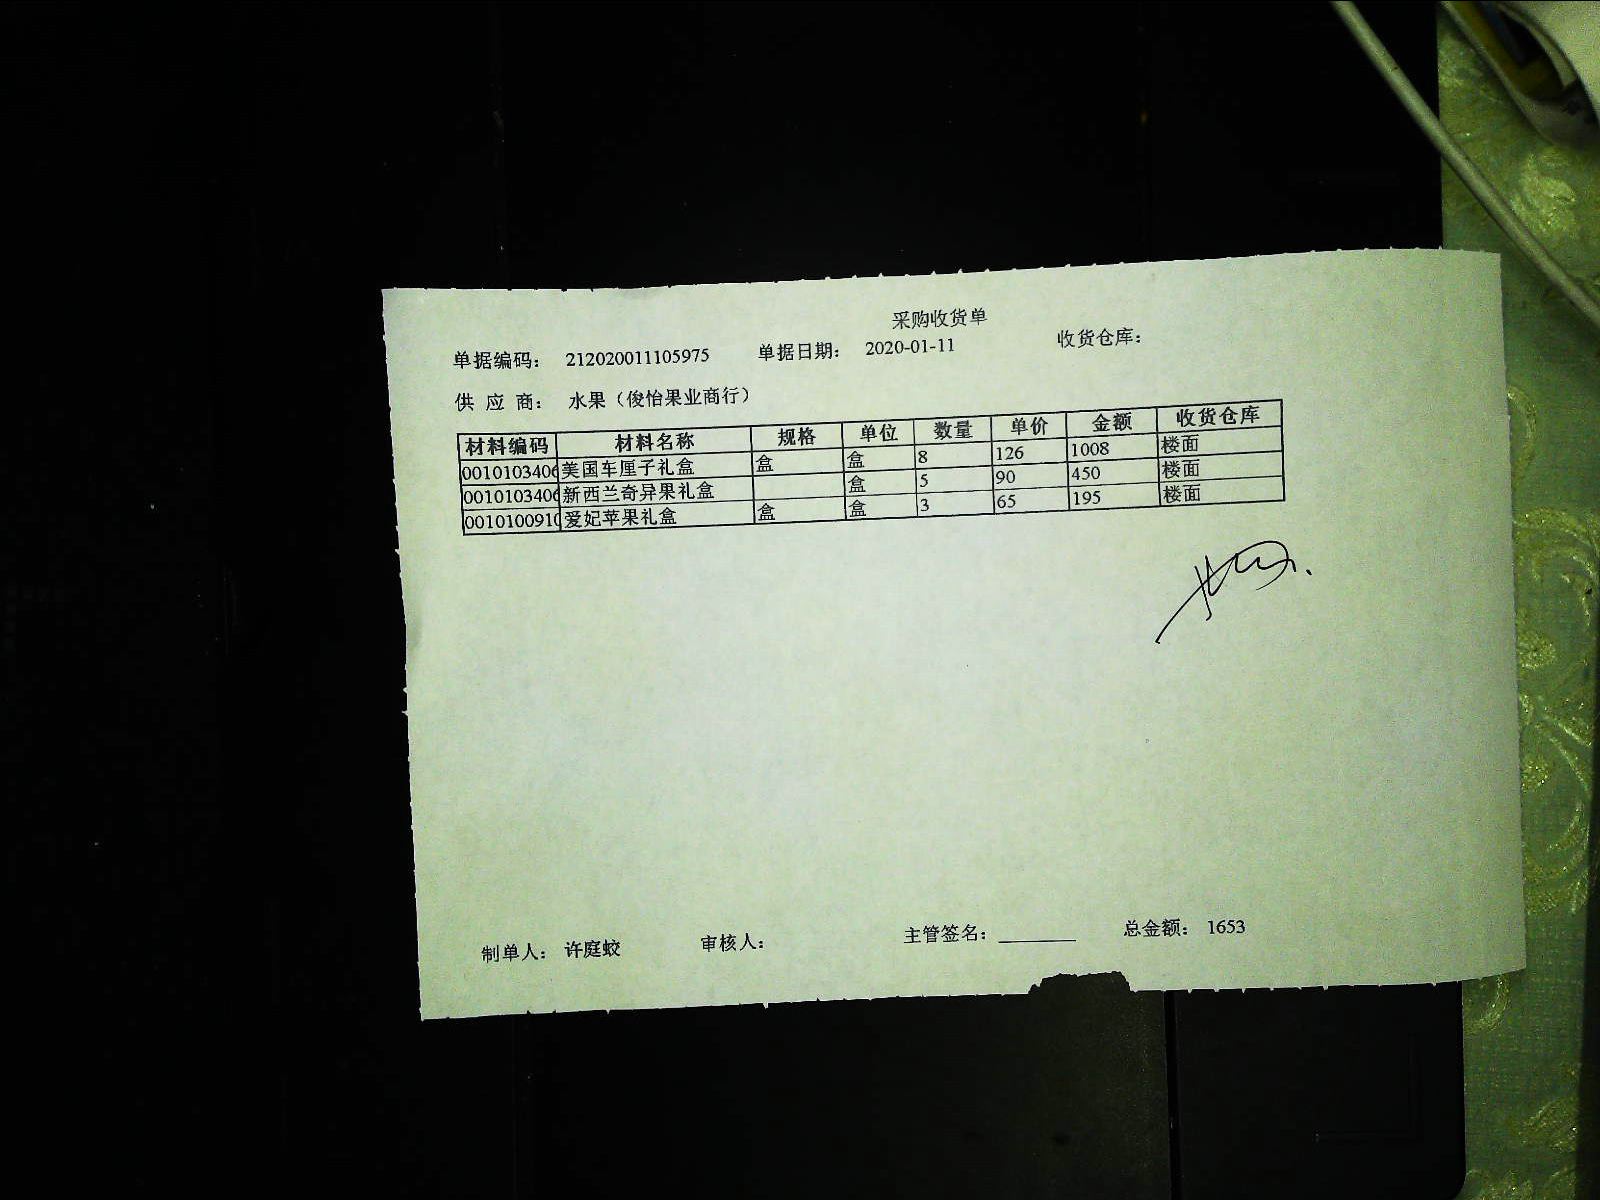 采购收货单
单据编码： 212020011105975 单据日期： 2020-01-11 收货仓库：
供 应 商： 水果（俊怡果业商行）
材料编码 材料名称 规格 单位 数量 单价 金额 收货仓库
0010103406 美国车厘子礼盒 盒 盒 8 126 1008 楼面
0010103406 新西兰奇异果礼盒 盒 5 90 450 楼面
0010100910 爱妃苹果礼盒 盒 盒 3 65 195 楼面
制单人： 许庭蛟 审核人： 主管签名： 总金额： 1653